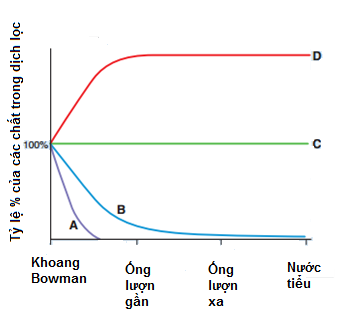 Tỷ lệ % của các chất trong dịch lọc
D
100%
C
A
B
Khoang
Bowman
Ống
lượn
gần
Ống
lượn
xa
Nước
tiểu